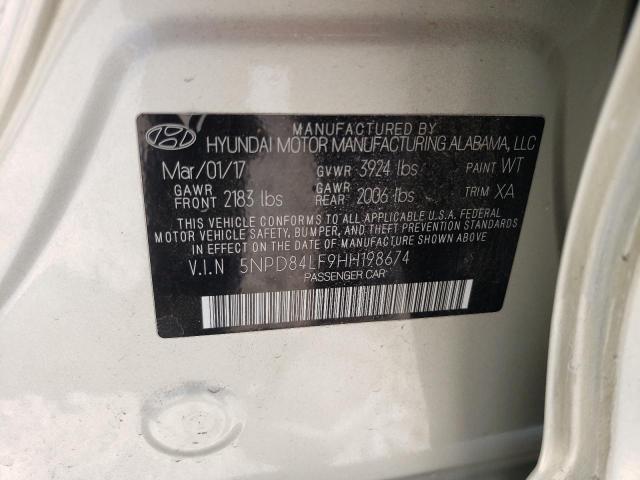 MANUFACTURED BY
HYUNDAI MOTOR MANUFACTURING ALABAMA, LLC
Mar/01/17 GVWR 3924 lbs PAINT WT
GAWR FRONT 2183 lbs GAWR REAR 2006 lbs TRIM XA
THIS VEHICLE CONFORMS TO ALL APPLICABLE U.S.A. FEDERAL
MOTOR VEHICLE SAFETY, BUMPER, AND THEFT PREVENTION STANDARDS
IN EFFECT ON THE DATE OF MANUFACTURE SHOWN ABOVE.
V.I.N 5NPD84LF9HH198674
PASSENGER CAR